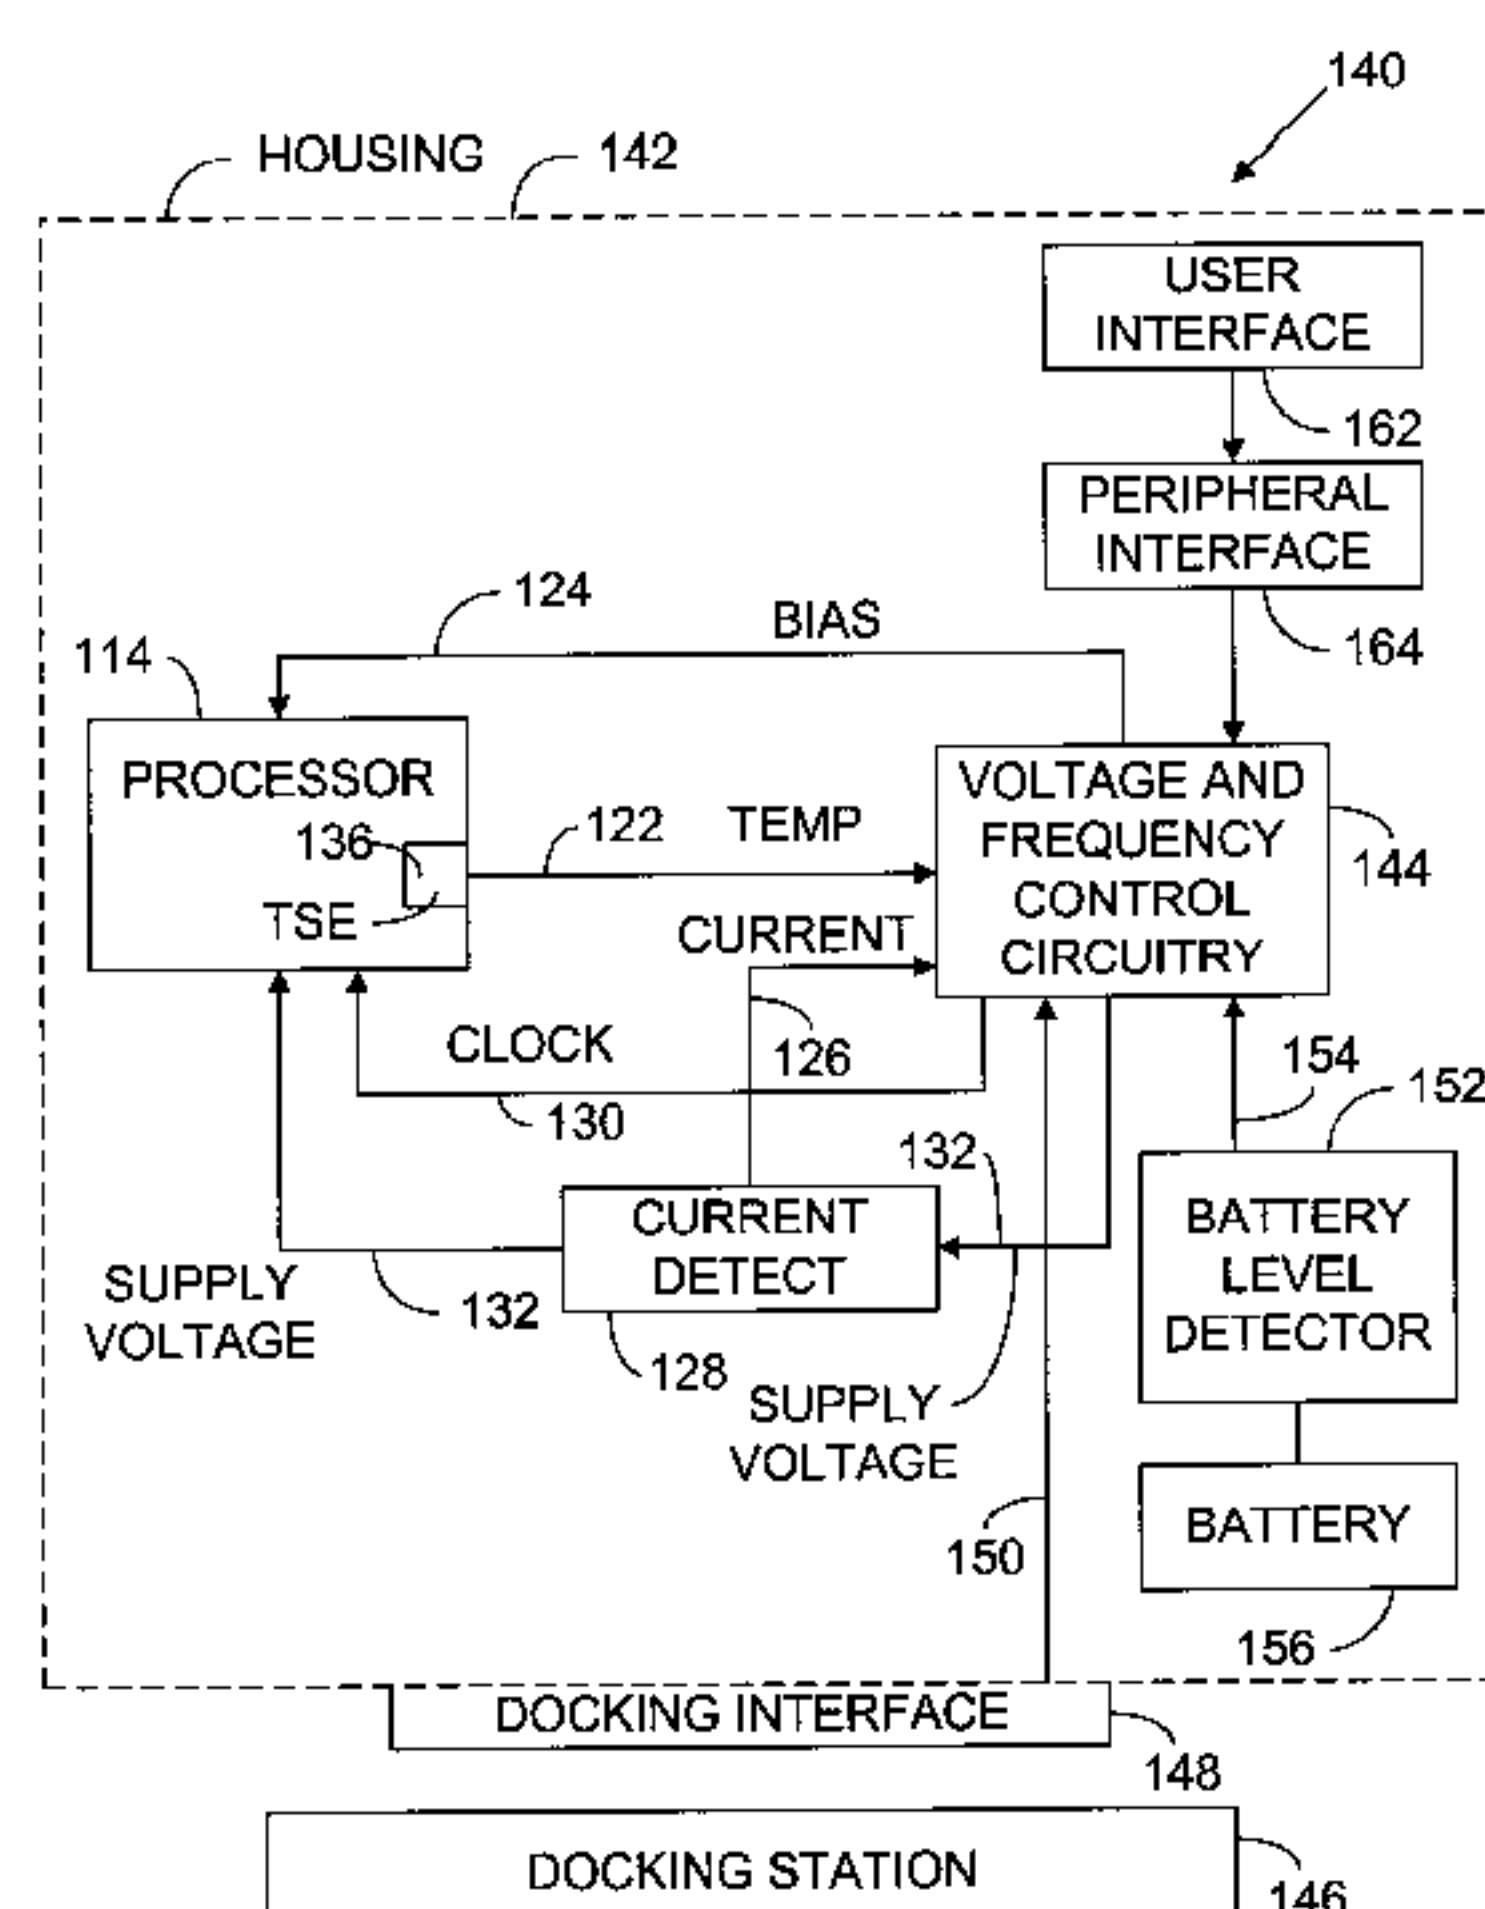 140
HOUSING 142
USER
INTERFACE
162
PERIPHERAL
INTERFACE
124
BIAS
164
114
PROCESSOR
VOLTAGE AND
FREQUENCY
CONTROL
CIRCUITRY
136
122
TEMP
144
TSE
CURRENT
CLOCK
126
154
152
130
132
CURRENT
DETECT
BATTERY
LEVEL
DETECTOR
SUPPLY
VOLTAGE
132
128
SUPPLY
VOLTAGE
150
BATTERY
156
DOCKING INTERFACE
148
DOCKING STATION
146